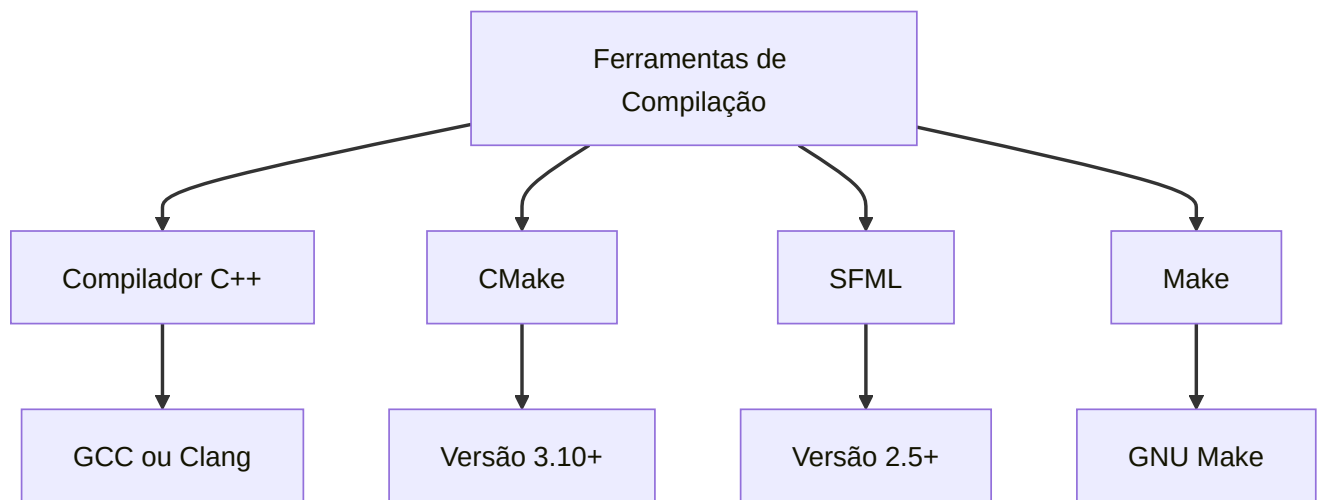 Ferramentas de
Compilação
Compilador C++
CMake
SFML
Make
GCC ou Clang
Versão 3.10+
Versão 2.5+
GNU Make